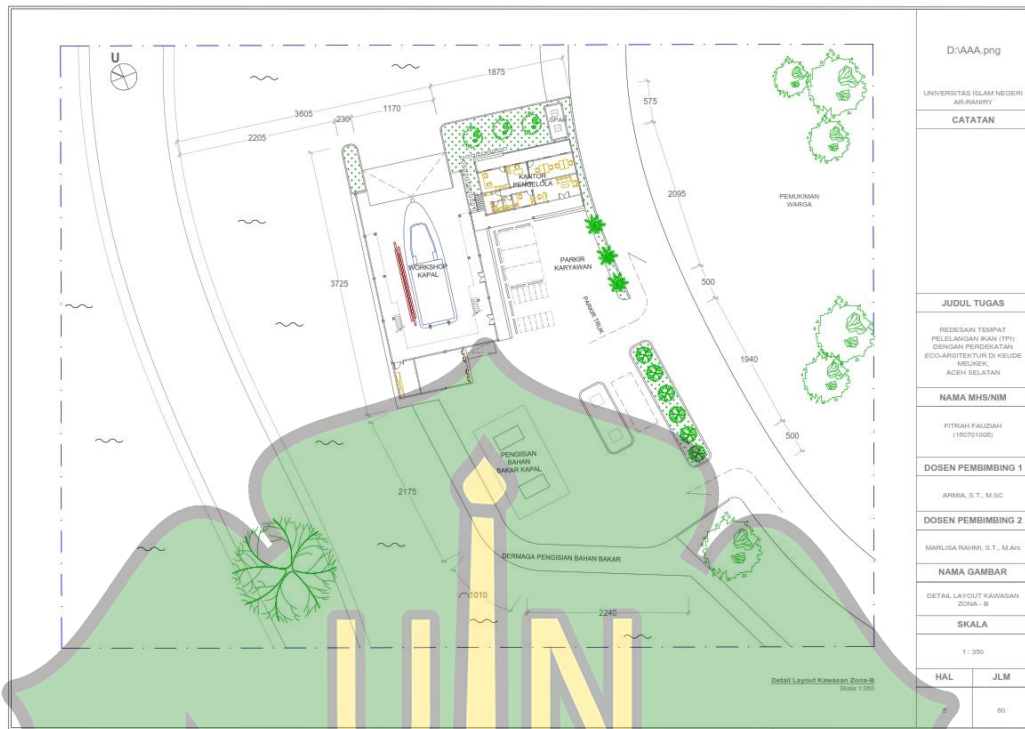 U
1875
3605
1170
230
2205
575
SPAM
KANTOR
PENGELOLA
2095
PEMUKIMAN
WARGA
WORKSHOP
KAPAL
PARKIR
KARYAWAN
3725
500
PARKIR TRUK
1940
500
PENGISIAN
BAHAN
BAKAR KAPAL
2175
DERMAGA PENGISIAN BAHAN BAKAR
1010
2240
Detail Layout Kawasan Zona-B
Skala 1:350
UIN
D:\AAA.png
UNIVERSITAS ISLAM NEGERI
AR-RANIRY
CATATAN
JUDUL TUGAS
REDESAIN TEMPAT
PELELANGAN IKAN (TPI)
DENGAN PERDEKATAN
ECO-ARSITEKTUR DI KEUDE
MEUKEK,
ACEH SELATAN
NAMA MHS/NIM
FITRAH FAUZIAH
DOSEN PEMBIMBING 1
ARMIA, S.T., M.SC
DOSEN PEMBIMBING 2
MARLISA RAHMI, S.T., M.Ars
NAMA GAMBAR
DETAIL LAYOUT KAWASAN
ZONA - B
SKALA
1 : 350
HAL JLM
60